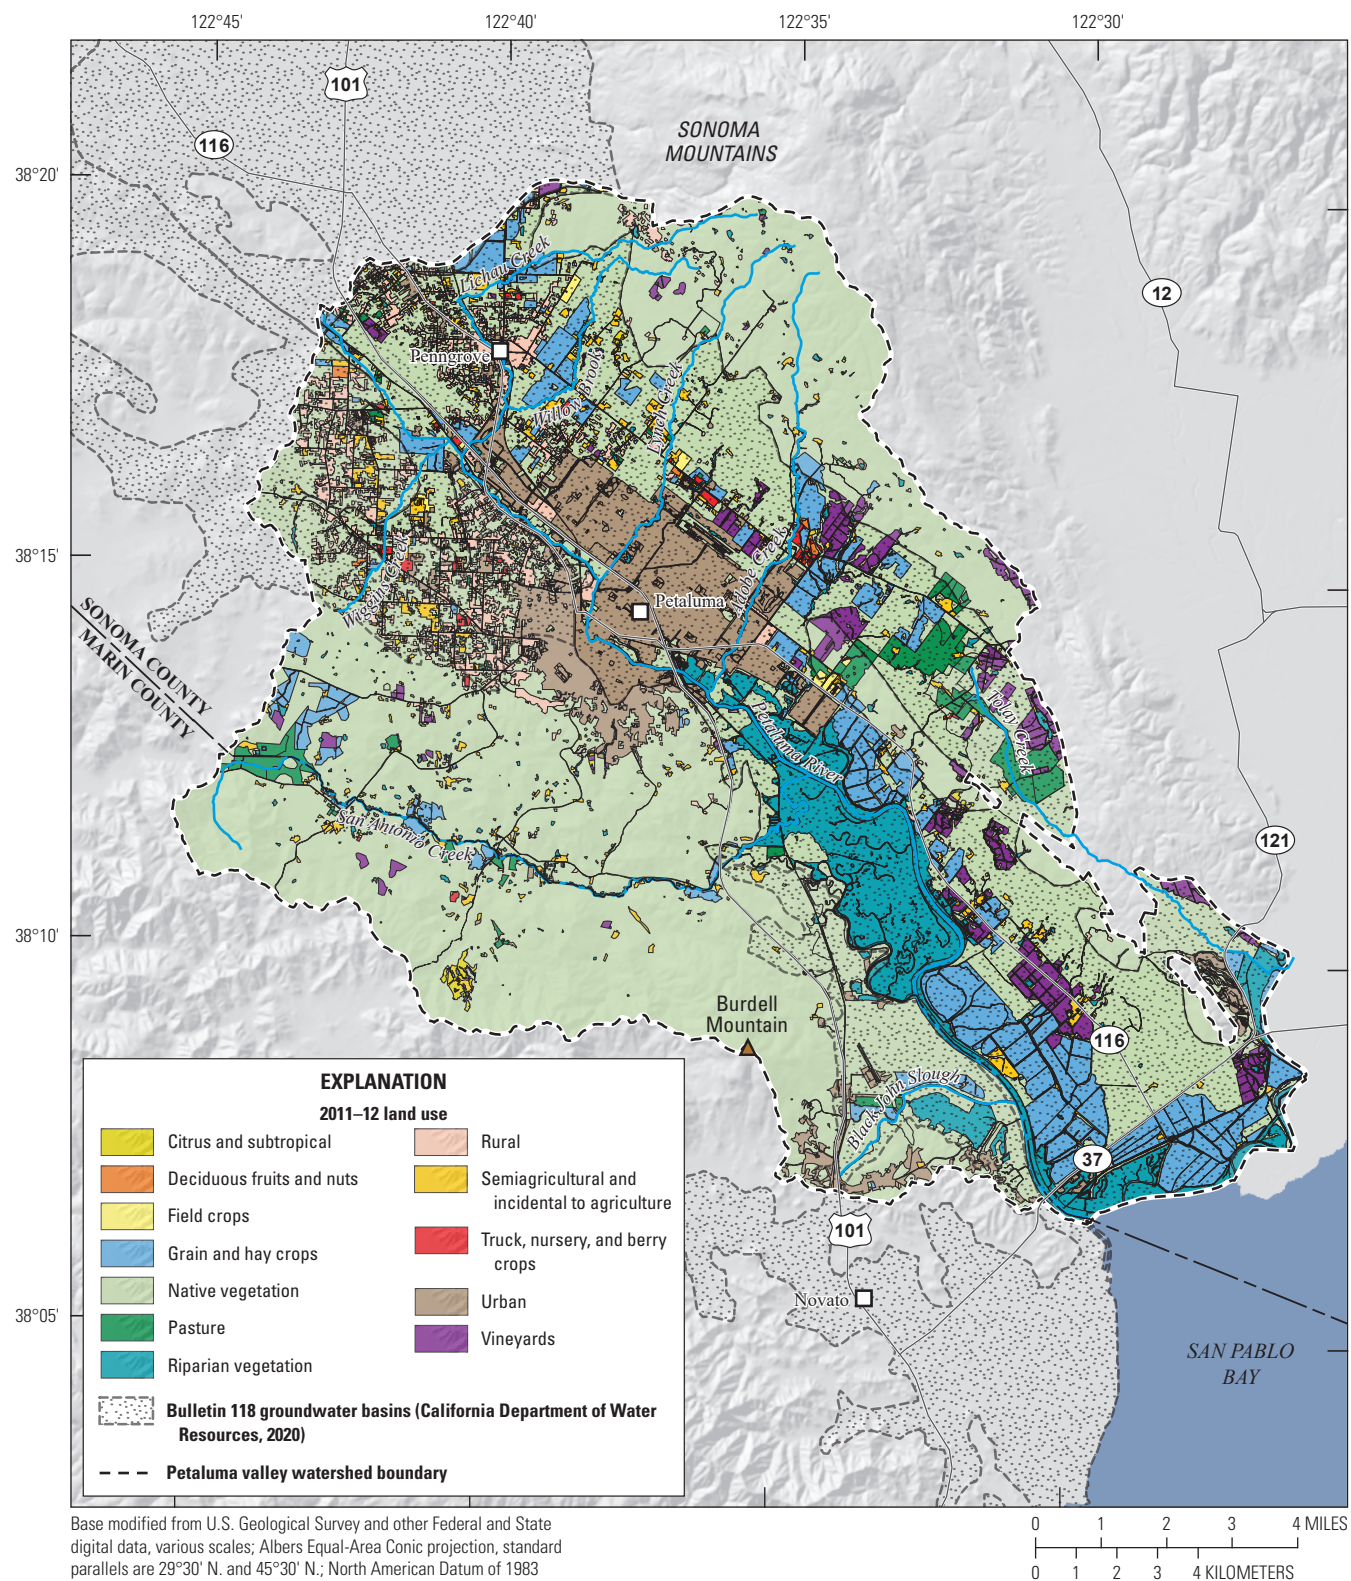 122°45'
122°40'
122°35'
122°30'
101
116
SONOMA
MOUNTAINS
38°20'
12
Lichau Creek
Penngrove
Willow Brook
Lynch Creek
38°15'
Wiggins Creek
Adobe Creek
Petaluma
SONOMA COUNTY
MARIN COUNTY
Tolay Creek
Petaluma River
San Antonio Creek
121
38°10'
Burdell
Mountain
116
Black John Slough
37
101
Novato
38°05'
SAN PABLO
BAY
EXPLANATION
2011–12 land use
Citrus and subtropical
Deciduous fruits and nuts
Field crops
Grain and hay crops
Native vegetation
Pasture
Riparian vegetation
Rural
Semiagricultural and
incidental to agriculture
Truck, nursery, and berry
crops
Urban
Vineyards
Bulletin 118 groundwater basins (California Department of Water
Resources, 2020)
Petaluma valley watershed boundary
Base modified from U.S. Geological Survey and other Federal and State
digital data, various scales; Albers Equal-Area Conic projection, standard
parallels are 29°30' N. and 45°30' N.; North American Datum of 1983
0 1 2 3 4 MILES
0 1 2 3 4 KILOMETERS